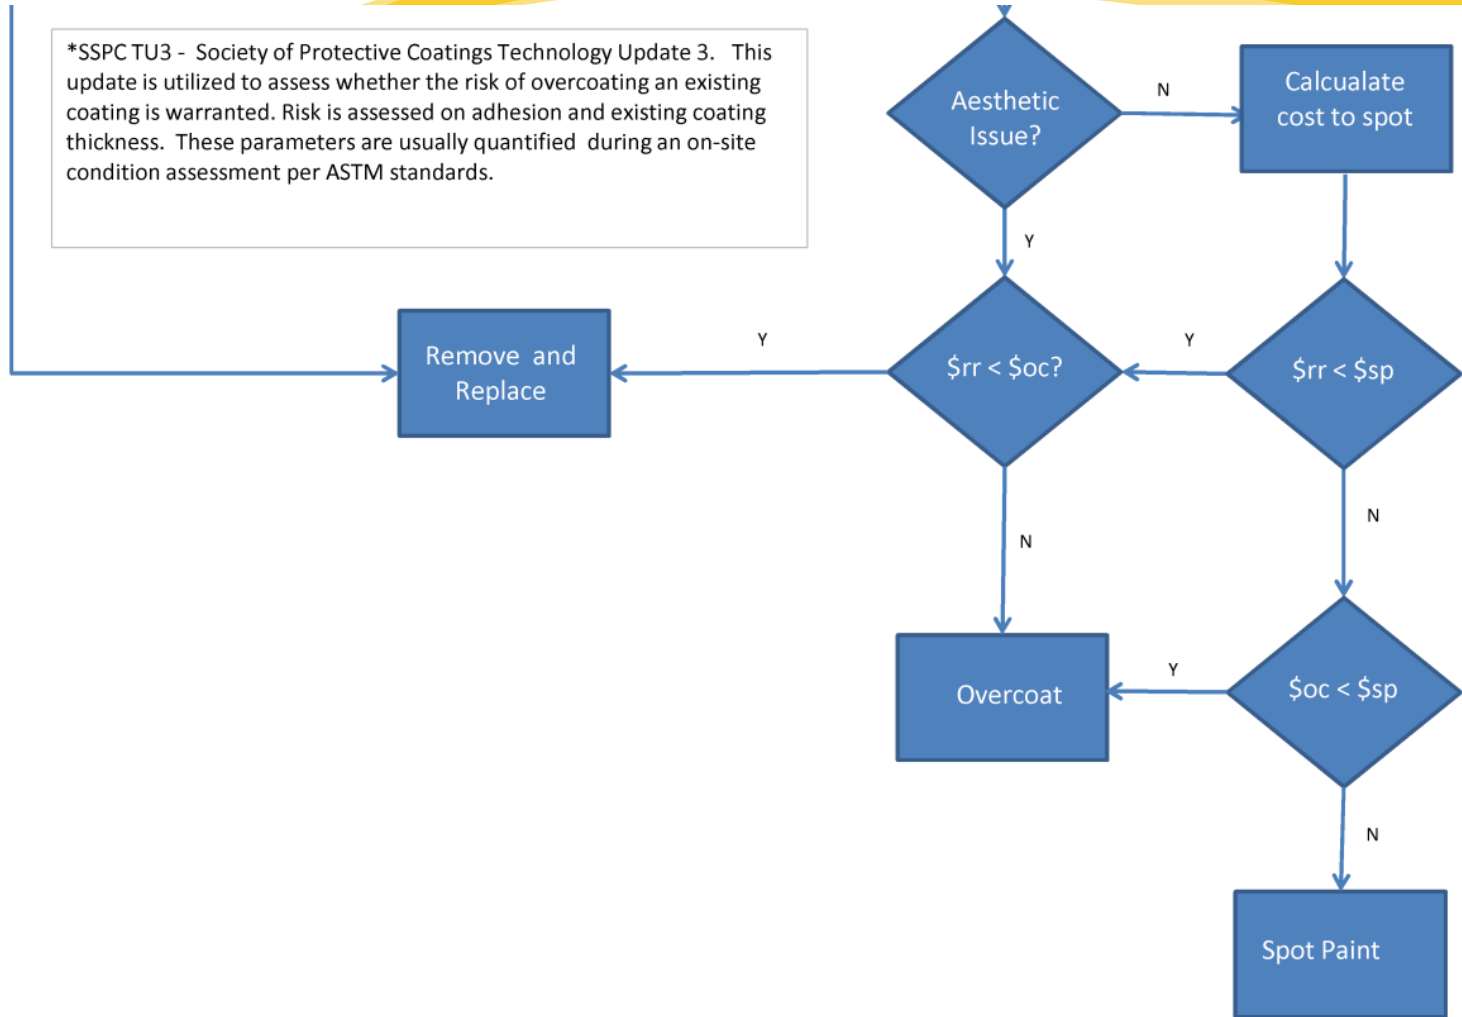 *SSPC TU3 - Society of Protective Coatings Technology Update 3. This
update is utilized to assess whether the risk of overcoating an existing
coating is warranted. Risk is assessed on adhesion and existing coating
thickness. These parameters are usually quantified during an on-site
condition assessment per ASTM standards.
Aesthetic
Issue?
N
Calcualate
cost to spot
Y
Remove and
Replace
Y
$rr < $oc?
Y
$rr < $sp
N
N
Overcoat
Y
$oc < $sp
N
Spot Paint